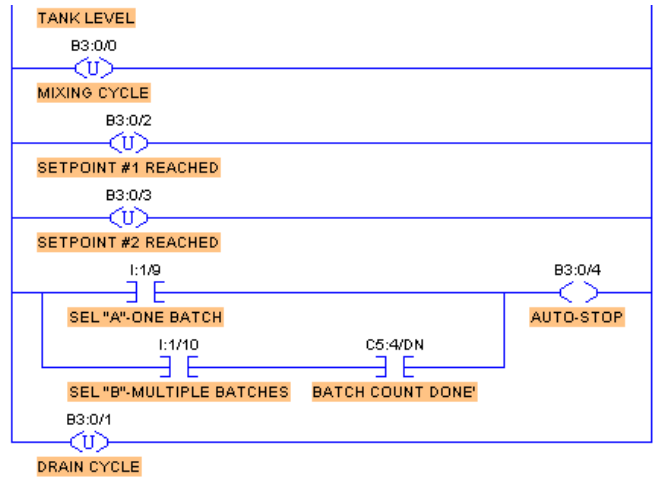 TANK LEVEL
B3:0/0
U
MIXING CYCLE
B3:0/2
U
SETPOINT #1 REACHED
B3:0/3
U
SETPOINT #2 REACHED
I:1/9 B3:0/4
SEL "A"-ONE BATCH AUTO-STOP
I:1/10 C5:4/DN
SEL "B"-MULTIPLE BATCHES BATCH COUNT DONE'
B3:0/1
U
DRAIN CYCLE